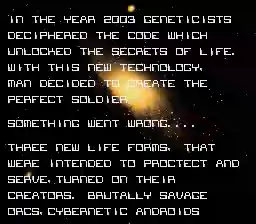 IN THE YEAR 2003 GENETICISTS
DECIPHERED THE CODE WHICH
UNLOCKED THE SECRETS OF LIFE.
WITH THIS NEW TECHNOLOGY,
MAN DECIDED TO CREATE THE
PERFECT SOLDIER.
SOMETHING WENT WRONG....
THREE NEW LIFE FORMS, THAT
WERE INTENDED TO PROCTECT AND
SERVE, TURNED ON THEIR
CREATORS. BRUTALLY SAVAGE
ORCS, CYBERNETIC ANDROIDS